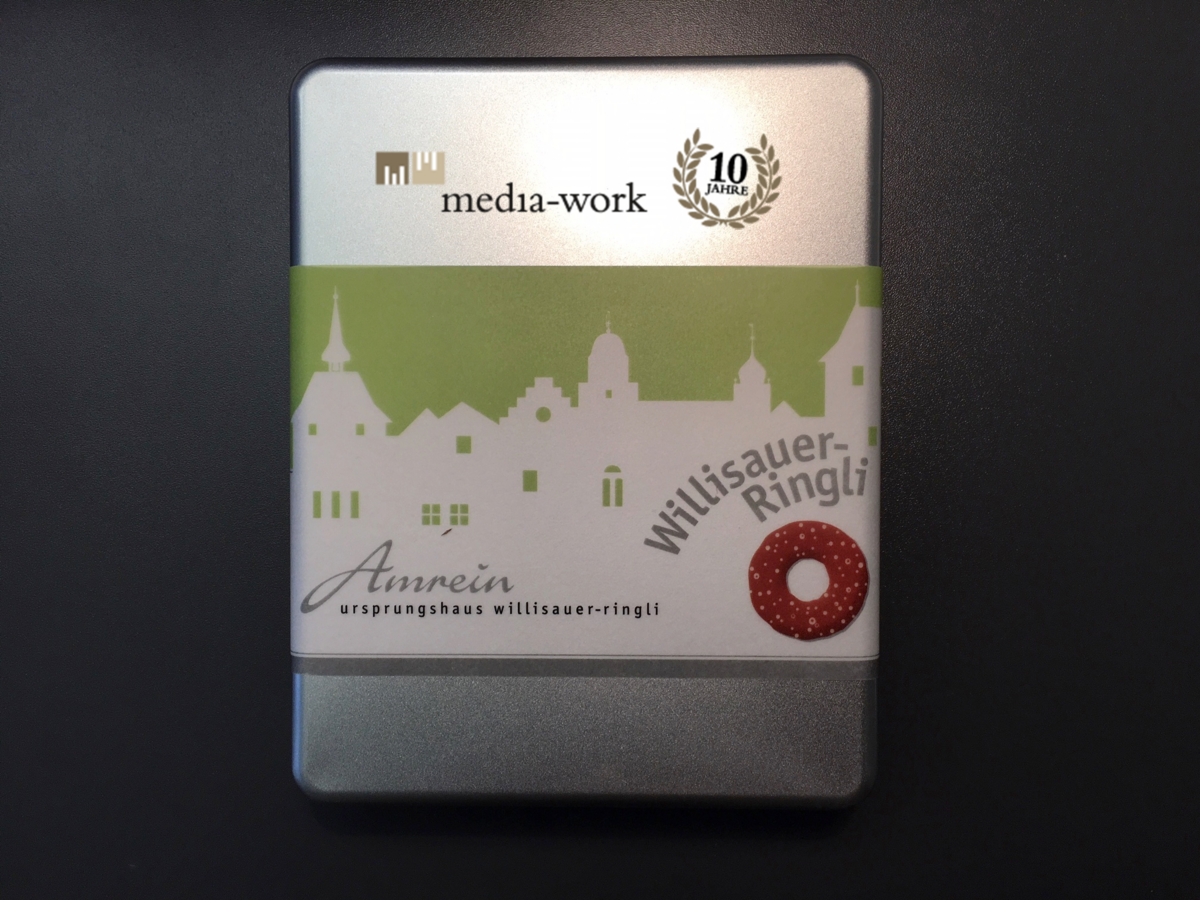 media-work
10
JAHRE
Willisauer-
Ringli
Amrein
ursprungshaus willisauer-ringli